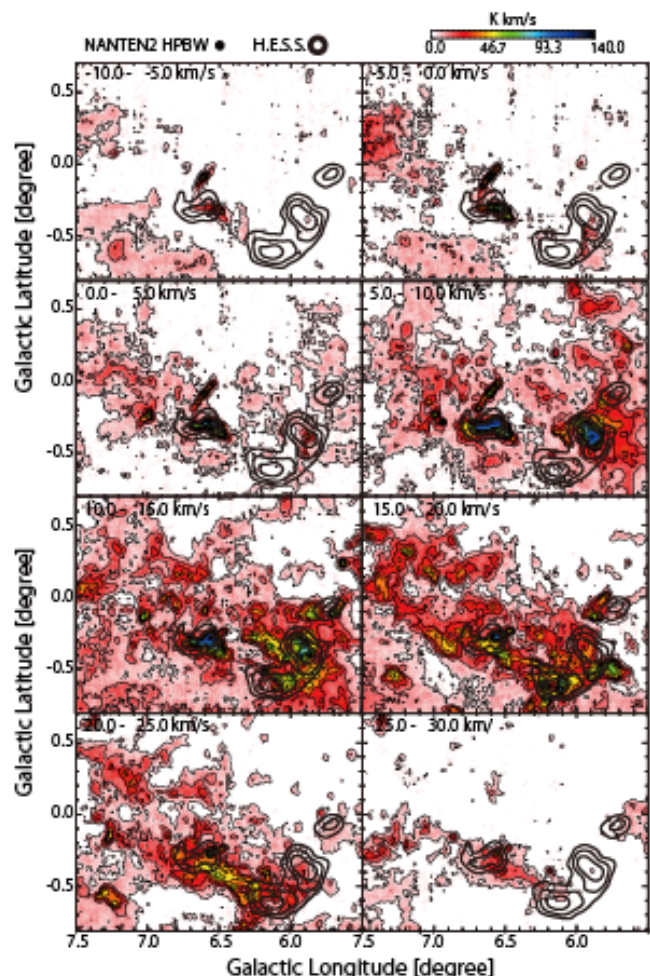 K km/s
NANTEN2 HPBW H.E.S.S.
0.0 46.7 93.3 140.0
-10.0- -5.0 km/s
-5.0- 0.0 km/s
0.5
0.0
-0.5
Galactic Latitude [degree]
0.0- 5.0 km/s
5.0- 10.0 km/s
0.5
0.0
-0.5
10.0- 15.0 km/s
15.0- 20.0 km/s
0.5
0.0
-0.5
Galactic Latitude [degree]
20.0- 25.0 km/s
25.0- 30.0 km/
0.5
0.0
-0.5
7.5 7.0 6.5 6.0 7.5 7.0 6.5 6.0
Galactic Longitude [degree]